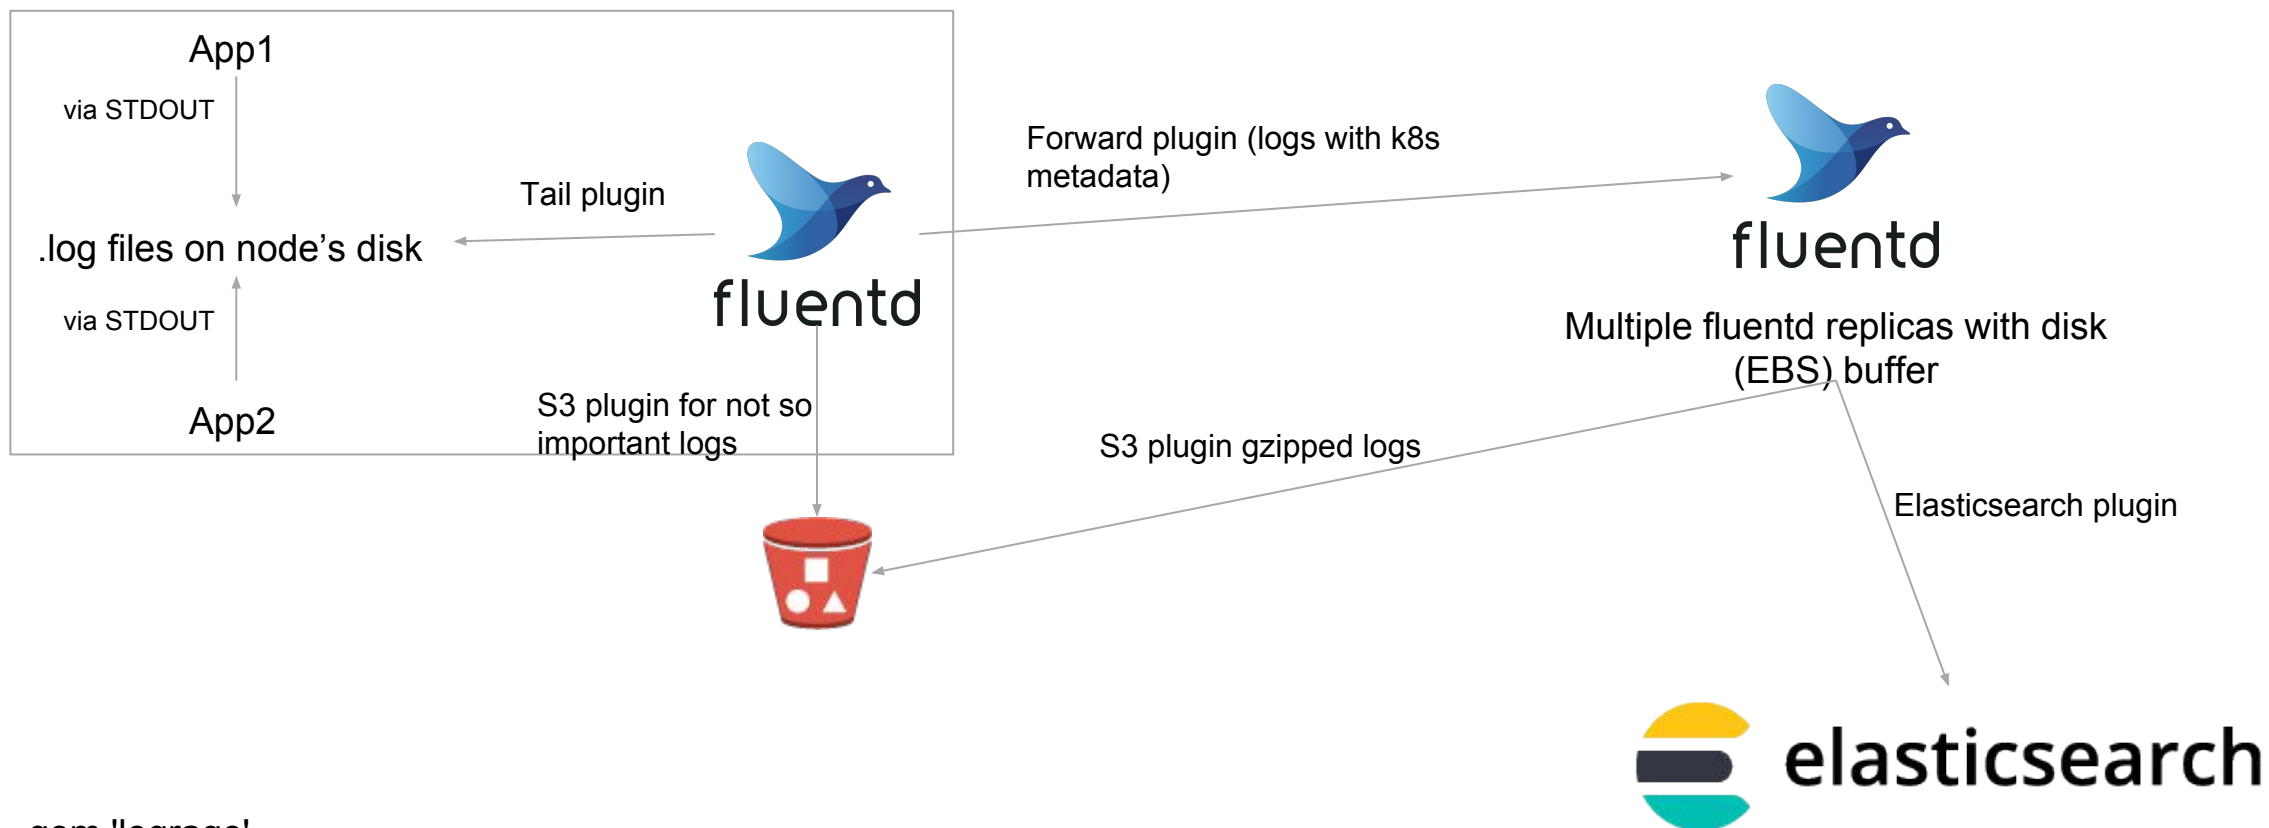 App1
via STDOUT
Tail plugin
.log files on node’s disk
via STDOUT
App2
fluentd
S3 plugin for not so
important logs
Forward plugin (logs with k8s
metadata)
fluentd
Multiple fluentd replicas with disk
(EBS) buffer
S3 plugin gzipped logs
Elasticsearch plugin
elasticsearch
gem 'lograge'